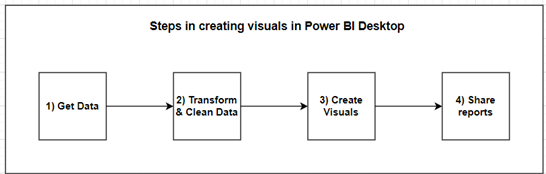 Steps in creating visuals in Power BI Desktop
1) Get Data
2) Transform
& Clean Data
3) Create
Visuals
4) Share
reports